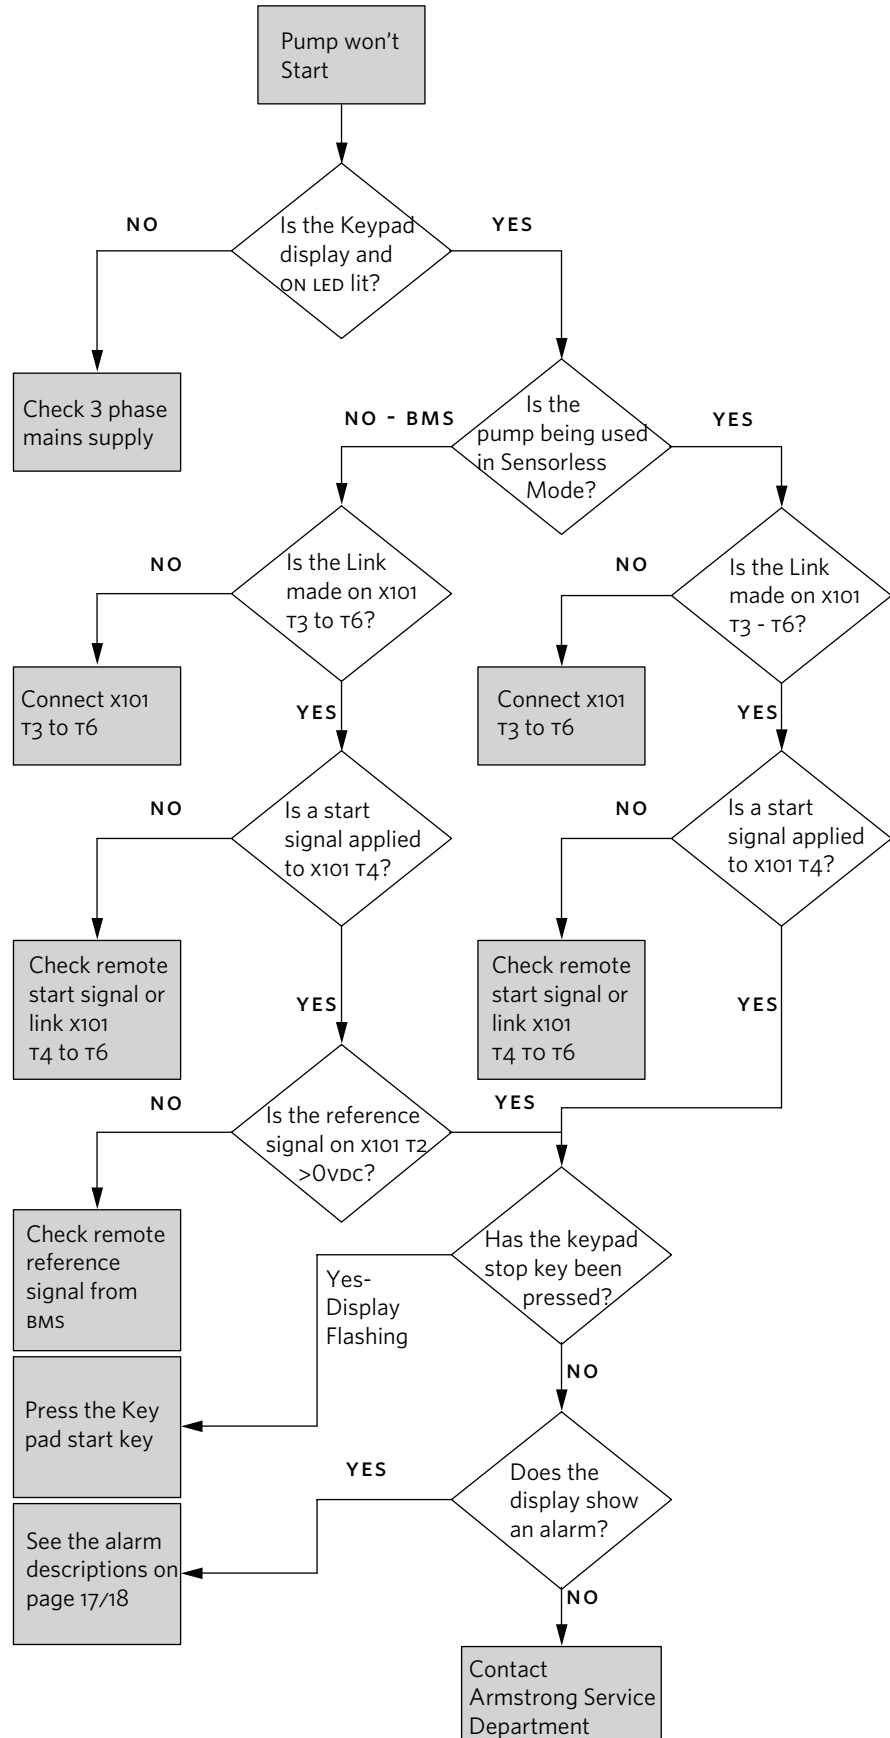 Pump won't
Start
NO
YES
Is the Keypad
display and
ON LED lit?
Check 3 phase
mains supply
NO - BMS
YES
Is the
pump being used
in Sensorless
Mode?
NO
Is the Link
made on X101
T3 to T6?
NO
Is the Link
made on X101
T3 - T6?
Connect X101
T3 to T6
YES
Connect X101
T3 to T6
YES
NO
Is a start
signal applied
to X101 T4?
NO
Is a start
signal applied
to X101 T4?
Check remote
start signal or
link X101
T4 to T6
YES
Check remote
start signal or
link X101
T4 TO T6
YES
NO
Is the reference
signal on X101 T2
>0VDC?
YES
Check remote
reference
signal from
BMS
Has the keypad
stop key been
pressed?
Yes-
Display
Flashing
NO
Press the Key
pad start key
YES
Does the
display show
an alarm?
See the alarm
descriptions on
page 17/18
NO
Contact
Armstrong Service
Department